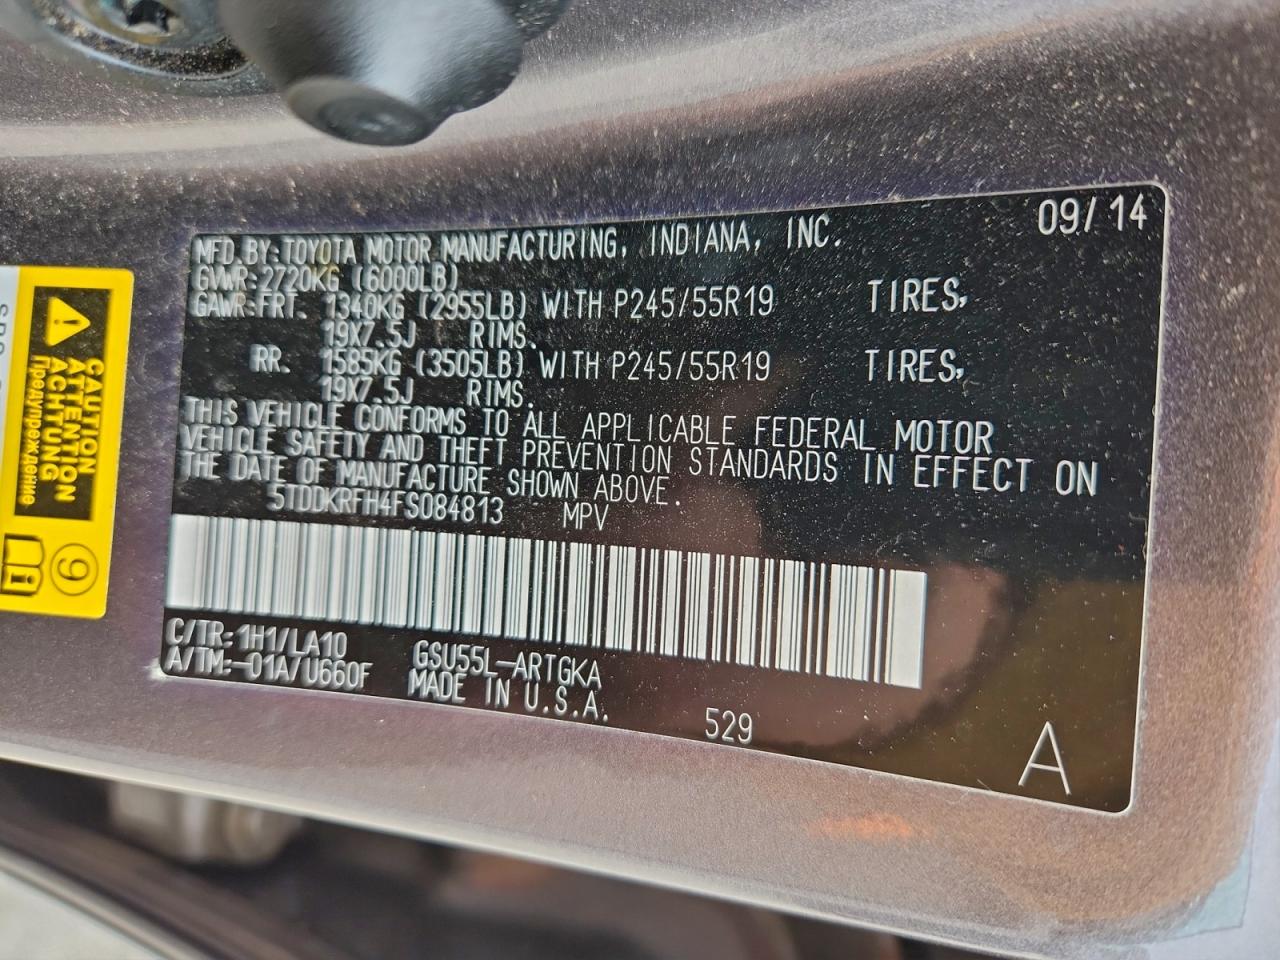 09/14
MFD.BY:TOYOTA MOTOR MANUFACTURING, INDIANA, INC.
GVWR:2720KG (6000LB)
GAWR:FRT. 1340KG (2955LB) WITH P245/55R19 TIRES,
19X7.5J RIMS.
RR. 1585KG (3505LB) WITH P245/55R19 TIRES,
19X7.5J RIMS.
THIS VEHICLE CONFORMS TO ALL APPLICABLE FEDERAL MOTOR
VEHICLE SAFETY AND THEFT PREVENTION STANDARDS IN EFFECT ON
THE DATE OF MANUFACTURE SHOWN ABOVE.
5TDDKRFH4FS084813 MPV
C/TR:1H1/LA10 GSU55L-ARTGKA
A/TM:-01A/U660F MADE IN U.S.A.
529
A
CAUTION
ATTENTION
ACHTUNG
Предупреждение
9